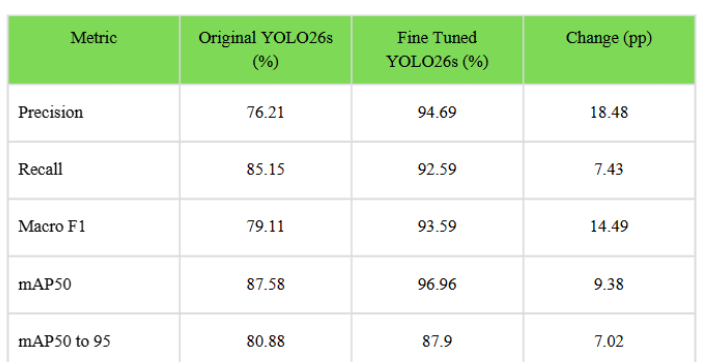 Metric Original YOLO26s (%) Fine Tuned YOLO26s (%) Change (pp)
Precision 76.21 94.69 18.48
Recall 85.15 92.59 7.43
Macro F1 79.11 93.59 14.49
mAP50 87.58 96.96 9.38
mAP50 to 95 80.88 87.9 7.02